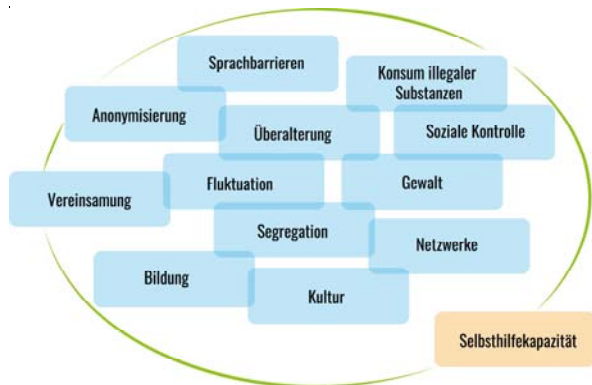 Sprachbarrieren
Konsum illegaler
Substanzen
Anonymisierung
Überalterung
Soziale Kontrolle
Fluktuation
Gewalt
Vereinsamung
Segregation
Netzwerke
Bildung
Kultur
Selbsthilfekapazität